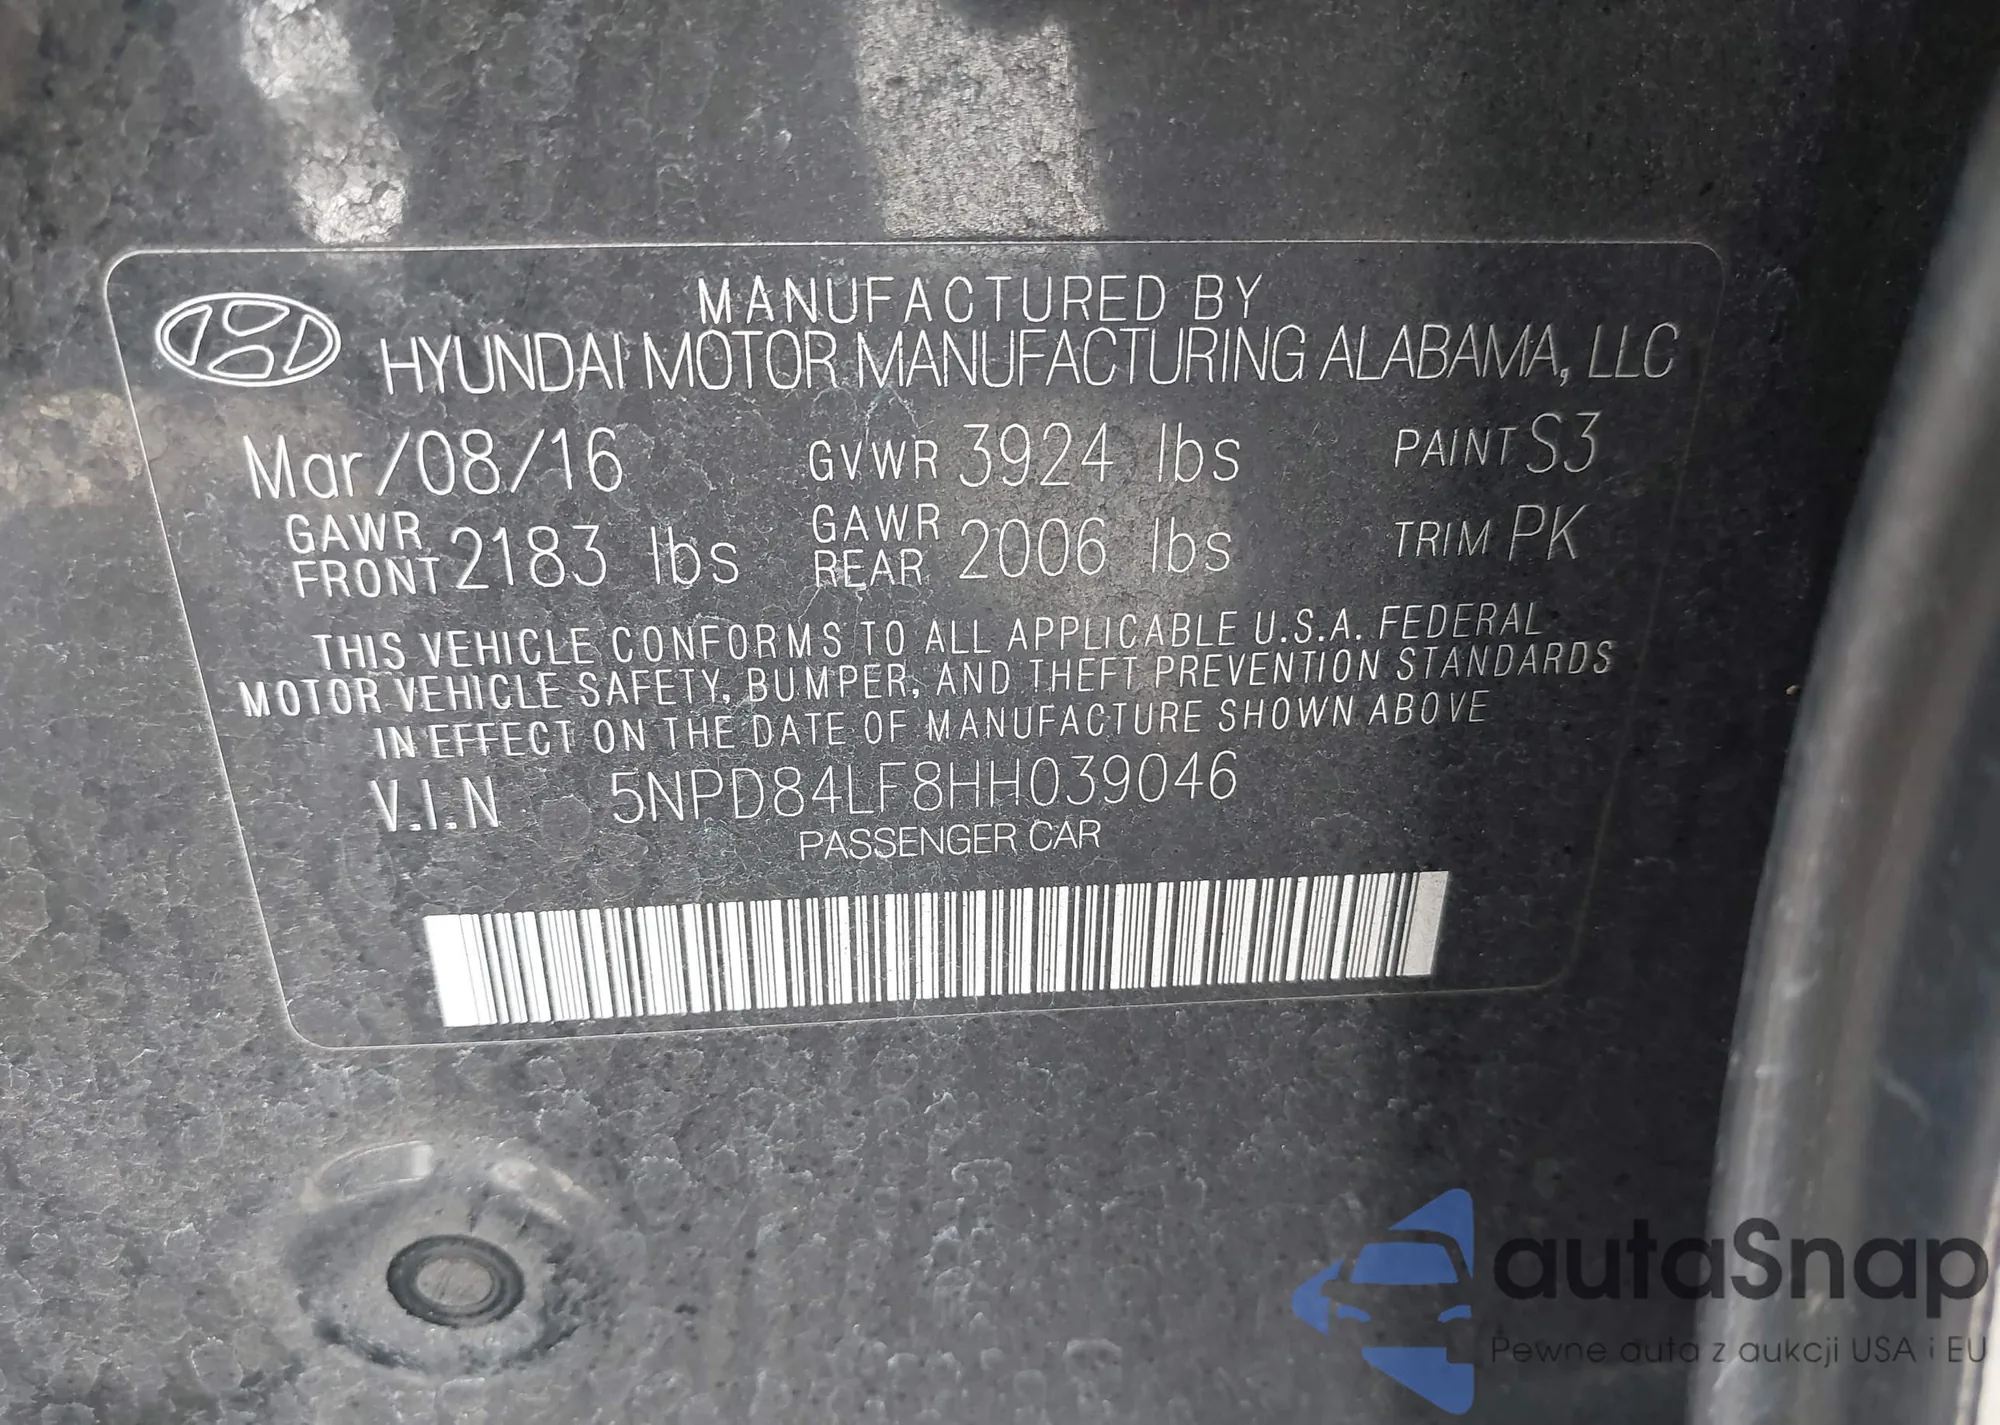 MANUFACTURED BY
HYUNDAI MOTOR MANUFACTURING ALABAMA, LLC
Mar/08/16 GVWR 3924 lbs PAINT S3
GAWR FRONT 2183 lbs GAWR REAR 2006 lbs TRIM PK
THIS VEHICLE CONFORMS TO ALL APPLICABLE U.S.A. FEDERAL
MOTOR VEHICLE SAFETY, BUMPER, AND THEFT PREVENTION STANDARDS
IN EFFECT ON THE DATE OF MANUFACTURE SHOWN ABOVE
V.I.N 5NPD84LF8HH039046
PASSENGER CAR
autaSnap
Pewne auta z aukcji USA i EU